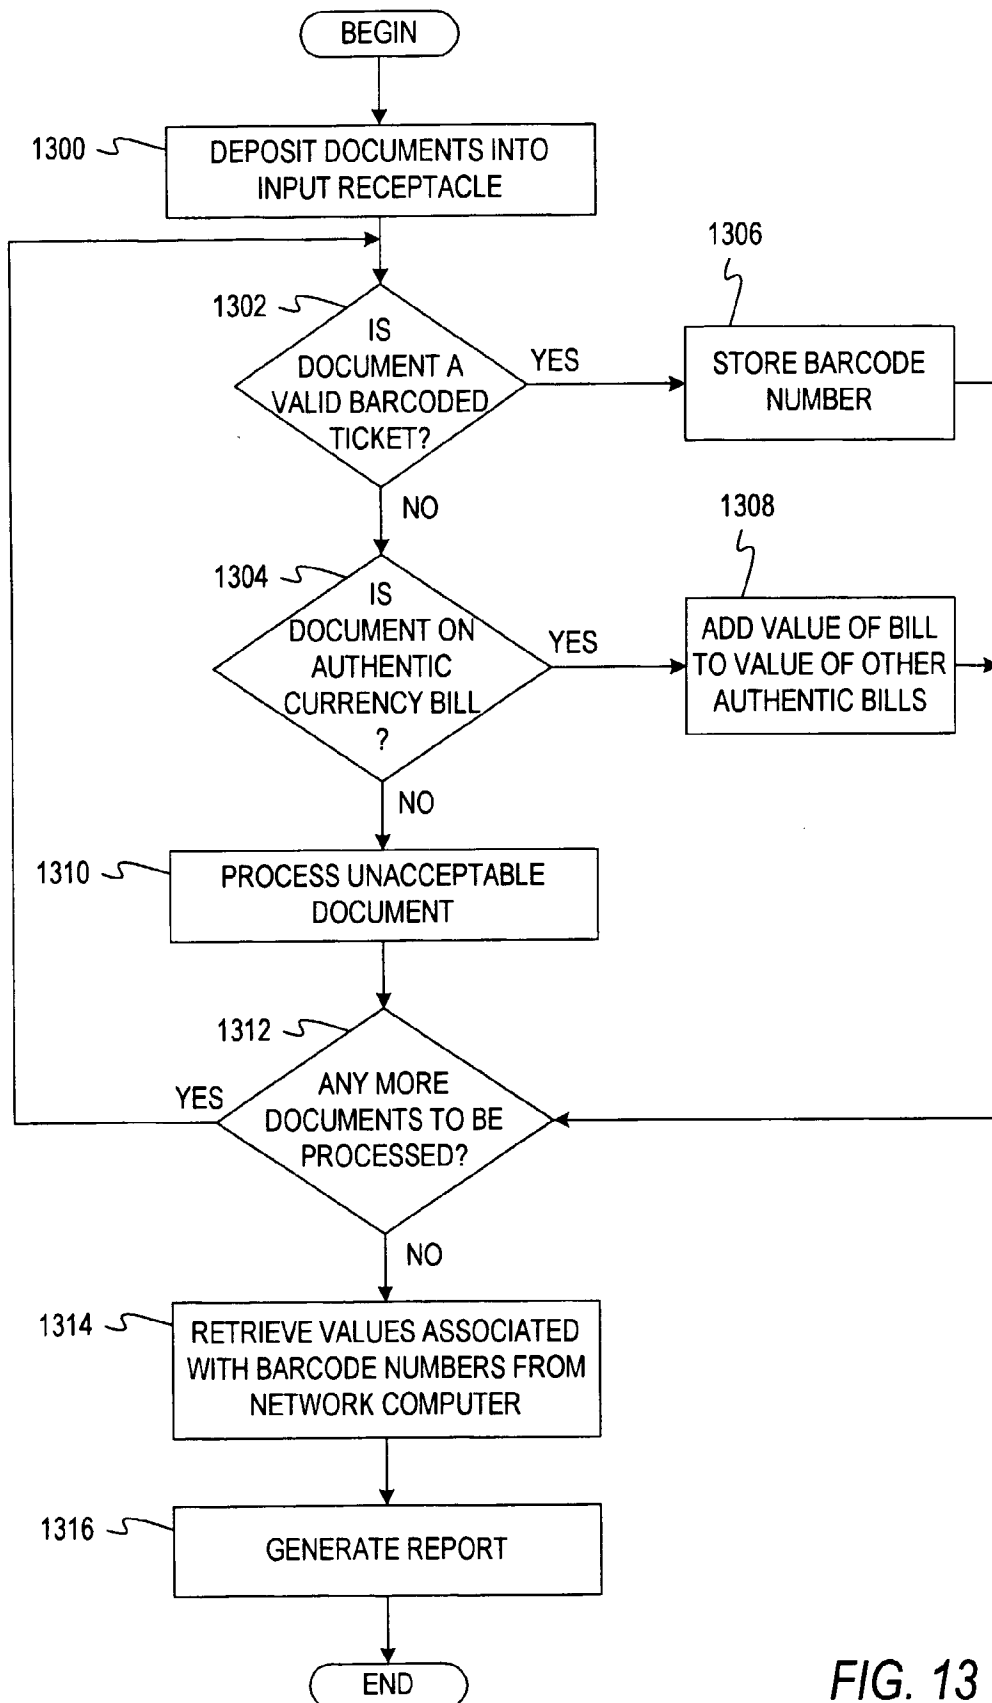 BEGIN
1300
DEPOSIT DOCUMENTS INTO
INPUT RECEPTACLE
1302
IS
DOCUMENT A
VALID BARCODED
TICKET?
YES
1306
STORE BARCODE
NUMBER
NO
1304
IS
DOCUMENT ON
AUTHENTIC
CURRENCY BILL
?
YES
1308
ADD VALUE OF BILL
TO VALUE OF OTHER
AUTHENTIC BILLS
NO
1310
PROCESS UNACCEPTABLE
DOCUMENT
1312
YES
ANY MORE
DOCUMENTS TO BE
PROCESSED?
NO
1314
RETRIEVE VALUES ASSOCIATED
WITH BARCODE NUMBERS FROM
NETWORK COMPUTER
1316
GENERATE REPORT
END
FIG. 13